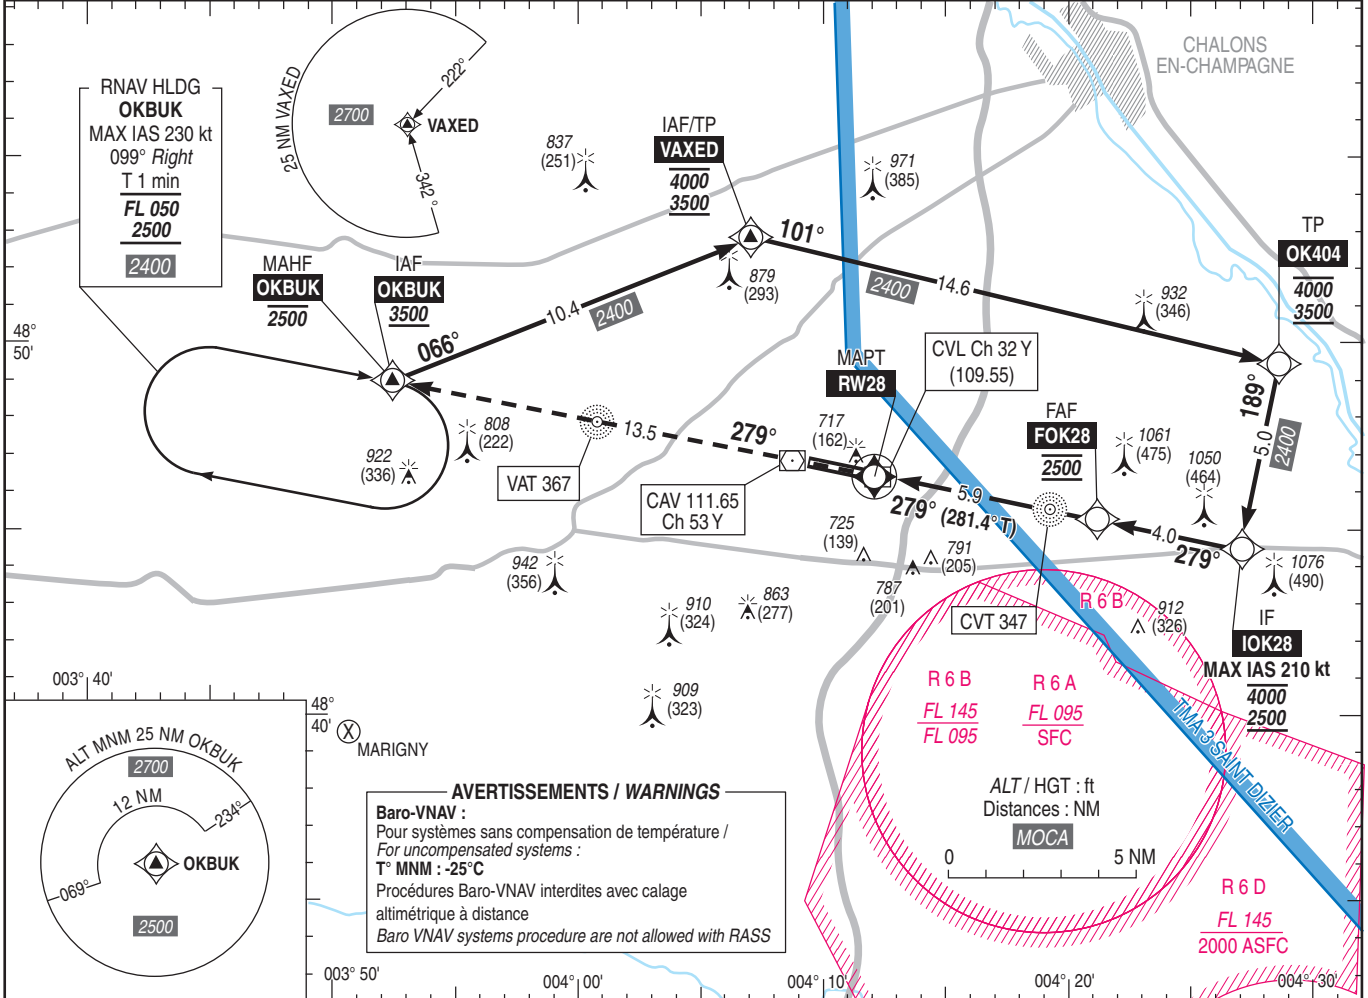 CHALONS
EN-CHAMPAGNE
RNAV HLDG
OKBUK
MAX IAS 230 kt
099° Right
T 1 min
FL 050
2500
2400
25 NM VAXED
2700
222°
VAXED
342°
837
(251)
IAF/TP
VAXED
4000
3500
971
(385)
101°
TP
OK404
4000
3500
MAHF
OKBUK
2500
IAF
OKBUK
3500
879
(293)
2400
14.6
932
(346)
48°
50'
066°
10.4
2400
MAPT
RW28
CVL Ch 32 Y
(109.55)
189°
5.0
2400
808
(222)
922
(336)
VAT 367
13.5
279°
717
(162)
CAV 111.65
Ch 53 Y
FAF
FOK28
2500
1061
(475)
1050
(464)
5.9
279° (281.4° T)
4.0
279°
725
(139)
791
(205)
787
(201)
942
(356)
1076
(490)
910
(324)
863
(277)
CVT 347
R 6 B
912
(326)
IF
IOK28
MAX IAS 210 kt
4000
2500
003° 40'
48°
40'
909
(323)
R 6 B
FL 145
FL 095
R 6 A
FL 095
SFC
TMA 3 SAINT DIZIER
MARIGNY
ALT MNM 25 NM OKBUK
2700
12 NM
234°
OKBUK
069°
2500
AVERTISSEMENTS / WARNINGS
Baro-VNAV :
Pour systèmes sans compensation de température /
For uncompensated systems :
T° MNM : -25°C
Procédures Baro-VNAV interdites avec calage
altimétrique à distance
Baro VNAV systems procedure are not allowed with RASS
ALT / HGT : ft
Distances : NM
MOCA
0 5 NM
R 6 D
FL 145
2000 ASFC
003° 50'
004° 00'
004° 10'
004° 20'
004° 30'